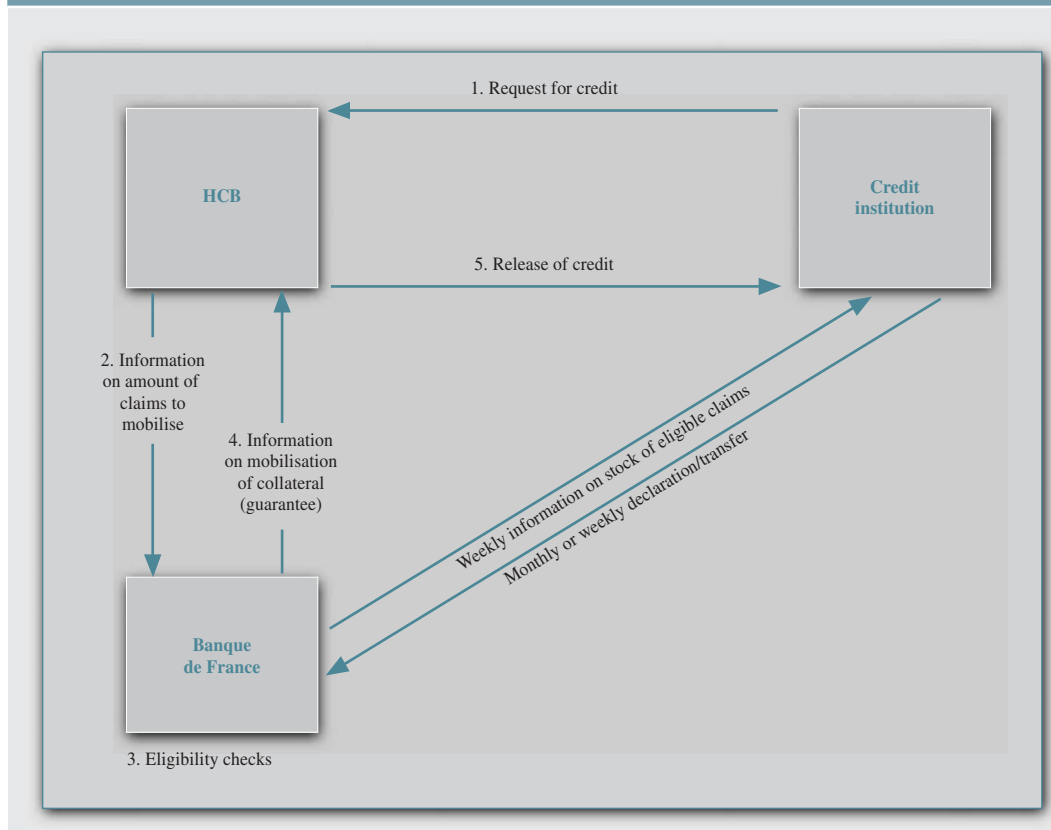 1. Request for credit
HCB
Credit
institution
5. Release of credit
2. Information
on amount of
claims to
mobilise
4. Information
on mobilisation
of collateral
(guarantee)
Weekly information on stock of eligible claims
Monthly or weekly declaration/transfer
Banque
de France
3. Eligibility checks